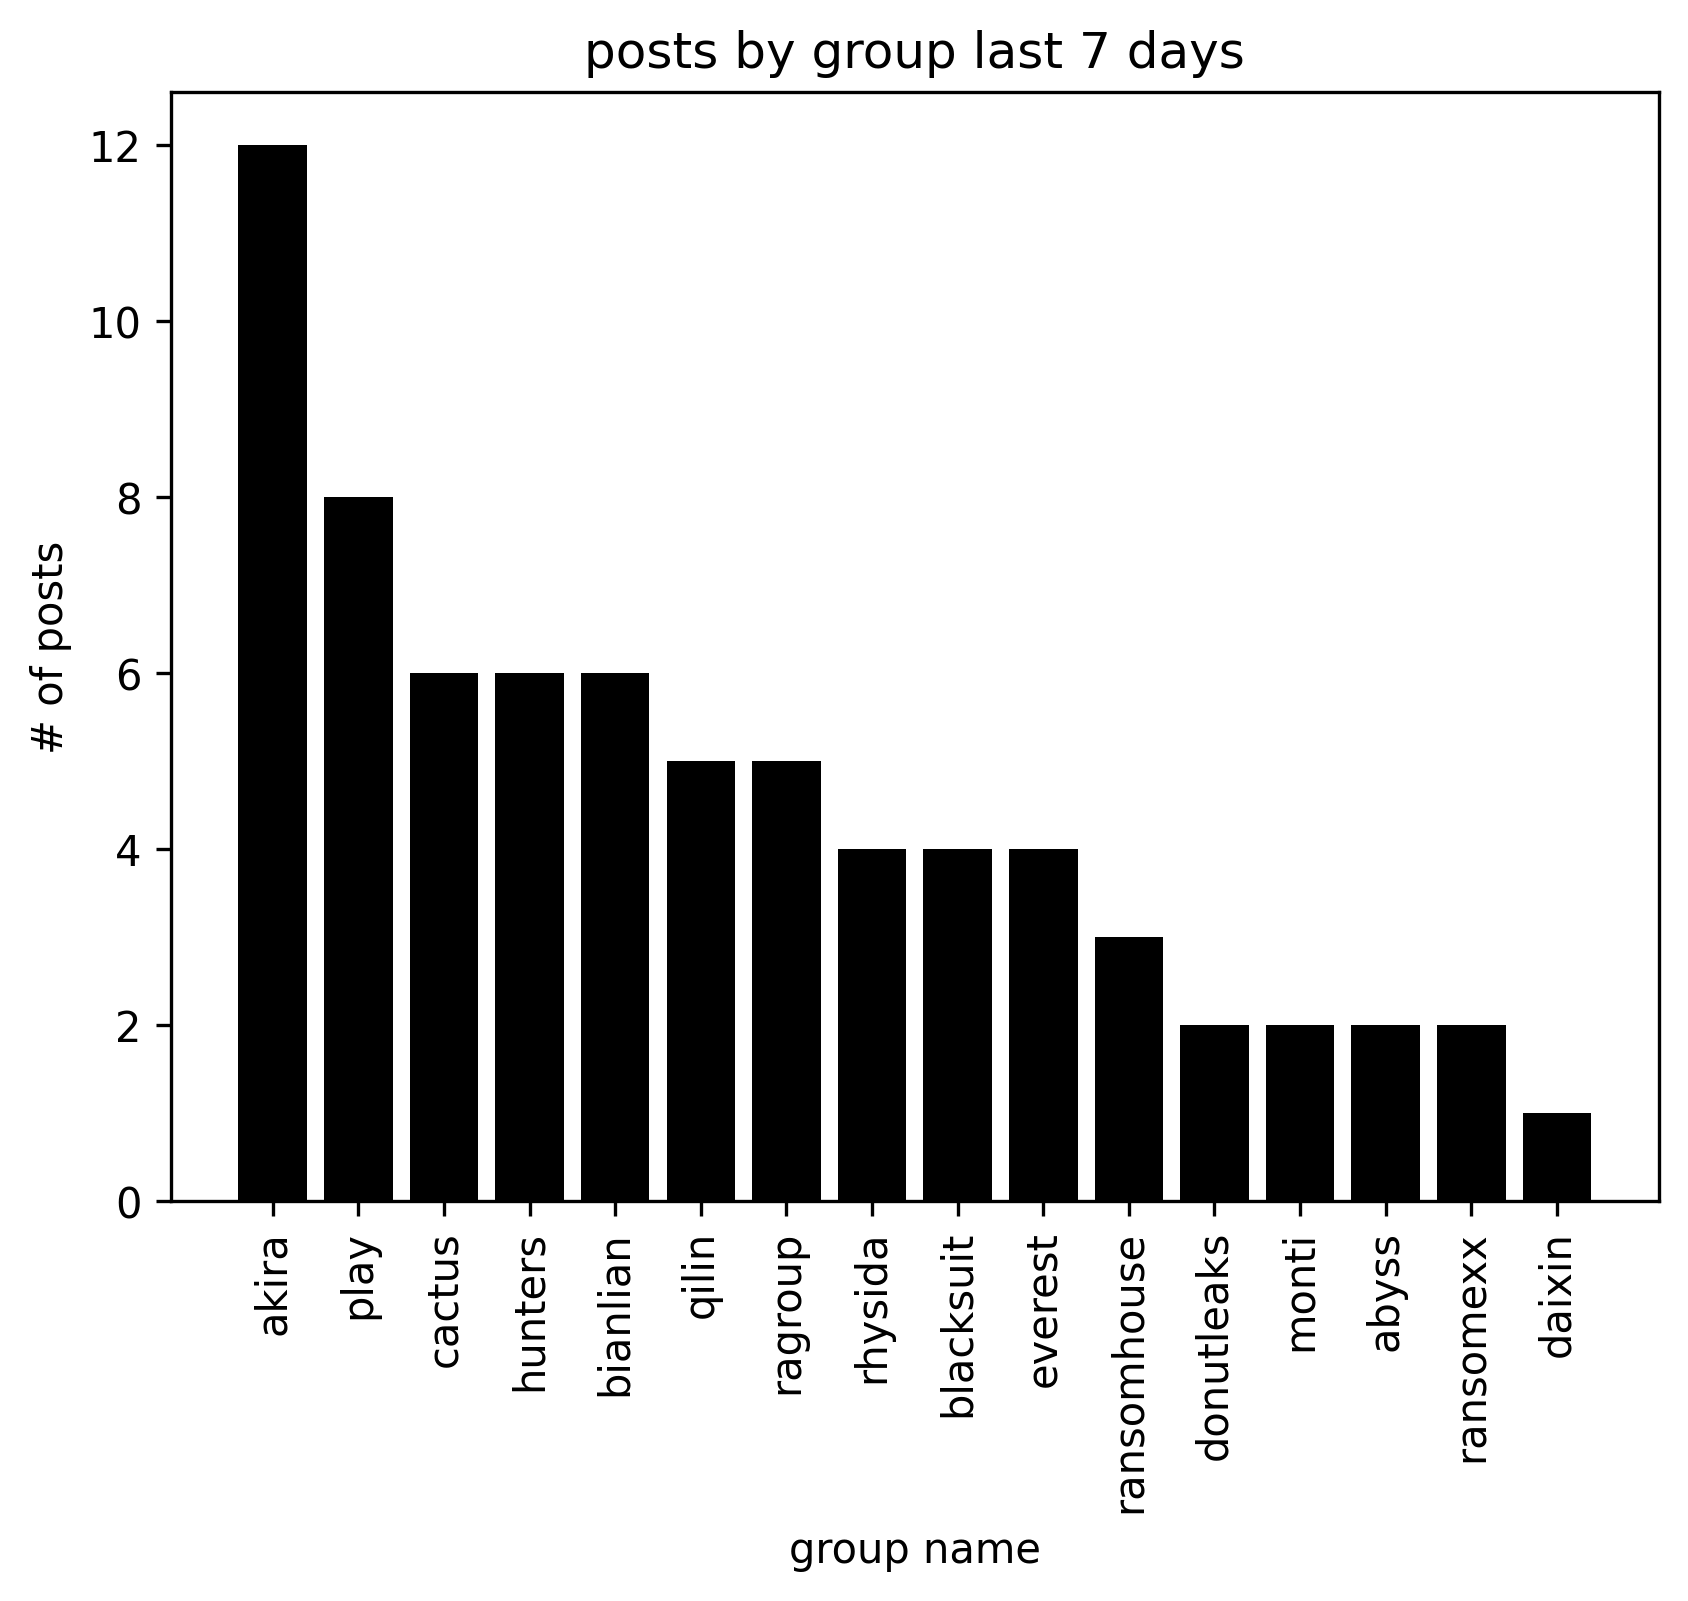 posts by group last 7 days
12
10
8
6
4
2
0
# of posts
akira
play
cactus
hunters
bianlian
qilin
ragroup
rhysida
blacksuit
everest
ransomhouse
donutleaks
monti
abyss
ransomexx
daixin
group name